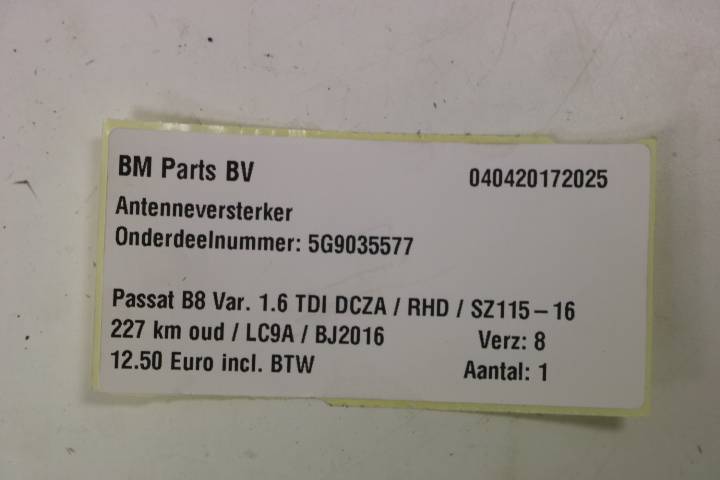 BM Parts BV 040420172025
Antenneversterker
Onderdeelnummer: 5G9035577
Passat B8 Var. 1.6 TDI DCZA / RHD / SZ115 – 16
227 km oud / LC9A / BJ2016 Verz: 8
12.50 Euro incl. BTW Aantal: 1